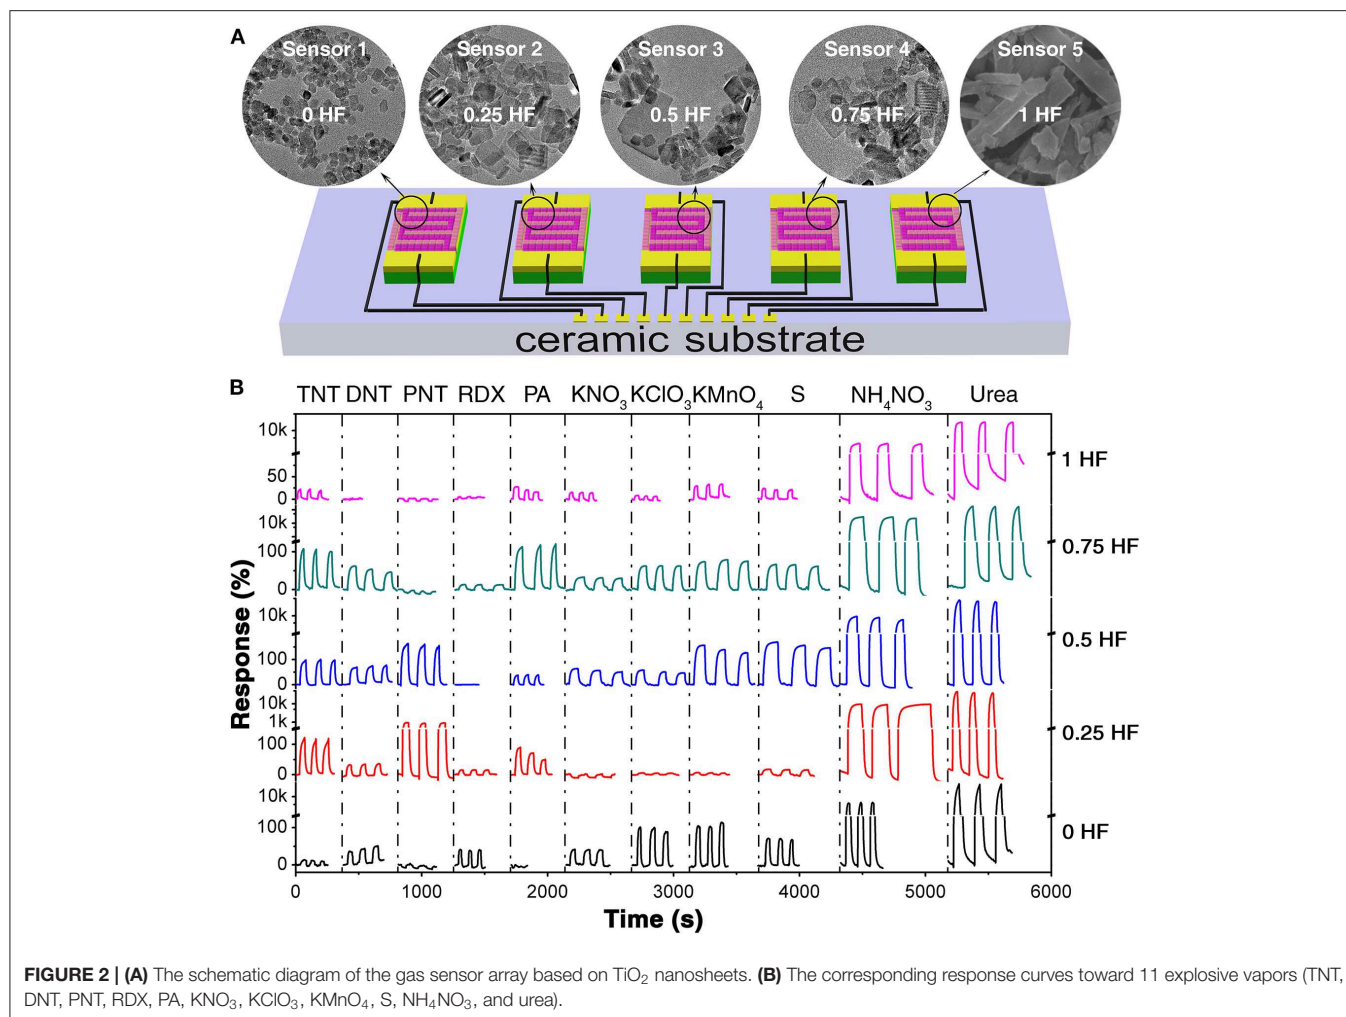 A
Sensor 1
Sensor 2
Sensor 3
Sensor 4
Sensor 5
0 HF
0.25 HF
0.5 HF
0.75 HF
1 HF
ceramic substrate
B
TNT DNT PNT RDX PA KNO₃ KClO₃ KMnO₄ S NH₄NO₃ Urea
10k
50
0
1 HF
10k
100
0
0.75 HF
10k
100
0
0.5 HF
10k
1k
100
0
0.25 HF
10k
100
0
0 HF
Response (%)
0 1000 2000 3000 4000 5000 6000
Time (s)
FIGURE 2 | (A) The schematic diagram of the gas sensor array based on TiO₂ nanosheets. (B) The corresponding response curves toward 11 explosive vapors (TNT,
DNT, PNT, RDX, PA, KNO₃, KClO₃, KMnO₄, S, NH₄NO₃, and urea).